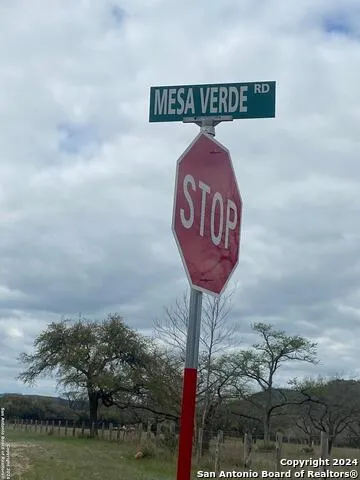 MESA VERDE RD
STOP
Copyright 2024
San Antonio Board of Realtors®